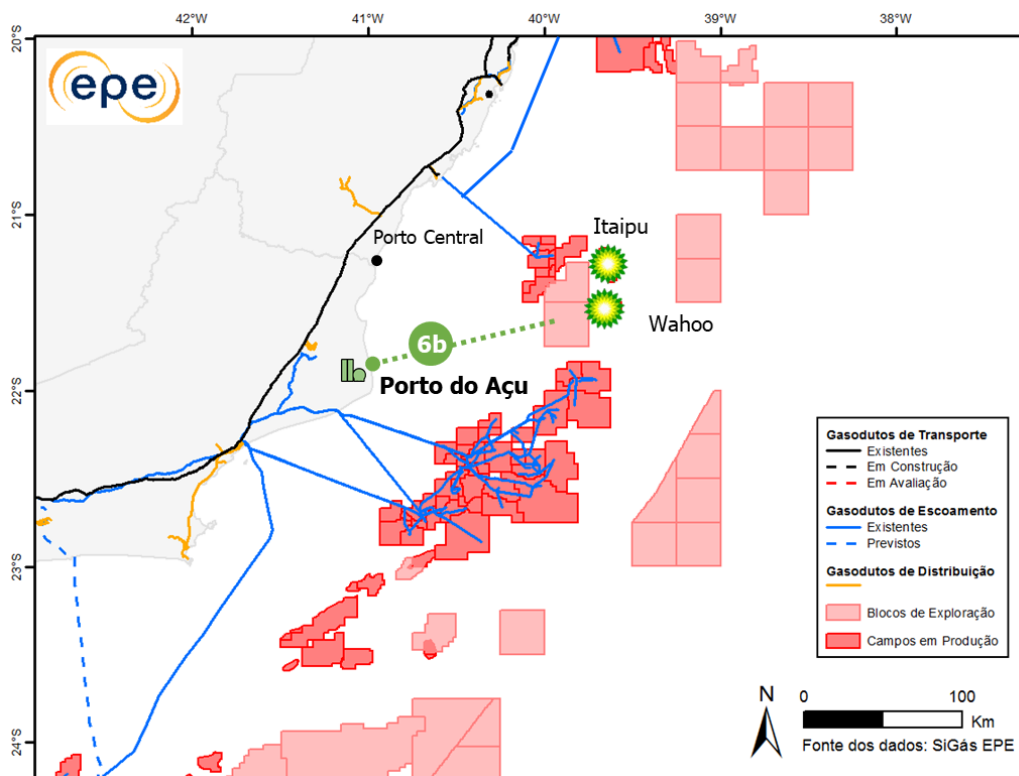 42°W
41°W
40°W
39°W
38°W
20°S
21°S
22°S
23°S
24°S
epe
Itaipu
Porto Central
Wahoo
6b
Porto do Açu
Gasodutos de Transporte
Existentes
Em Construção
Em Avaliação
Gasodutos de Escoamento
Existentes
Previstos
Gasodutos de Distribuição
Blocos de Exploração
Campos em Produção
N
0
100
Km
Fonte dos dados: SiGás EPE